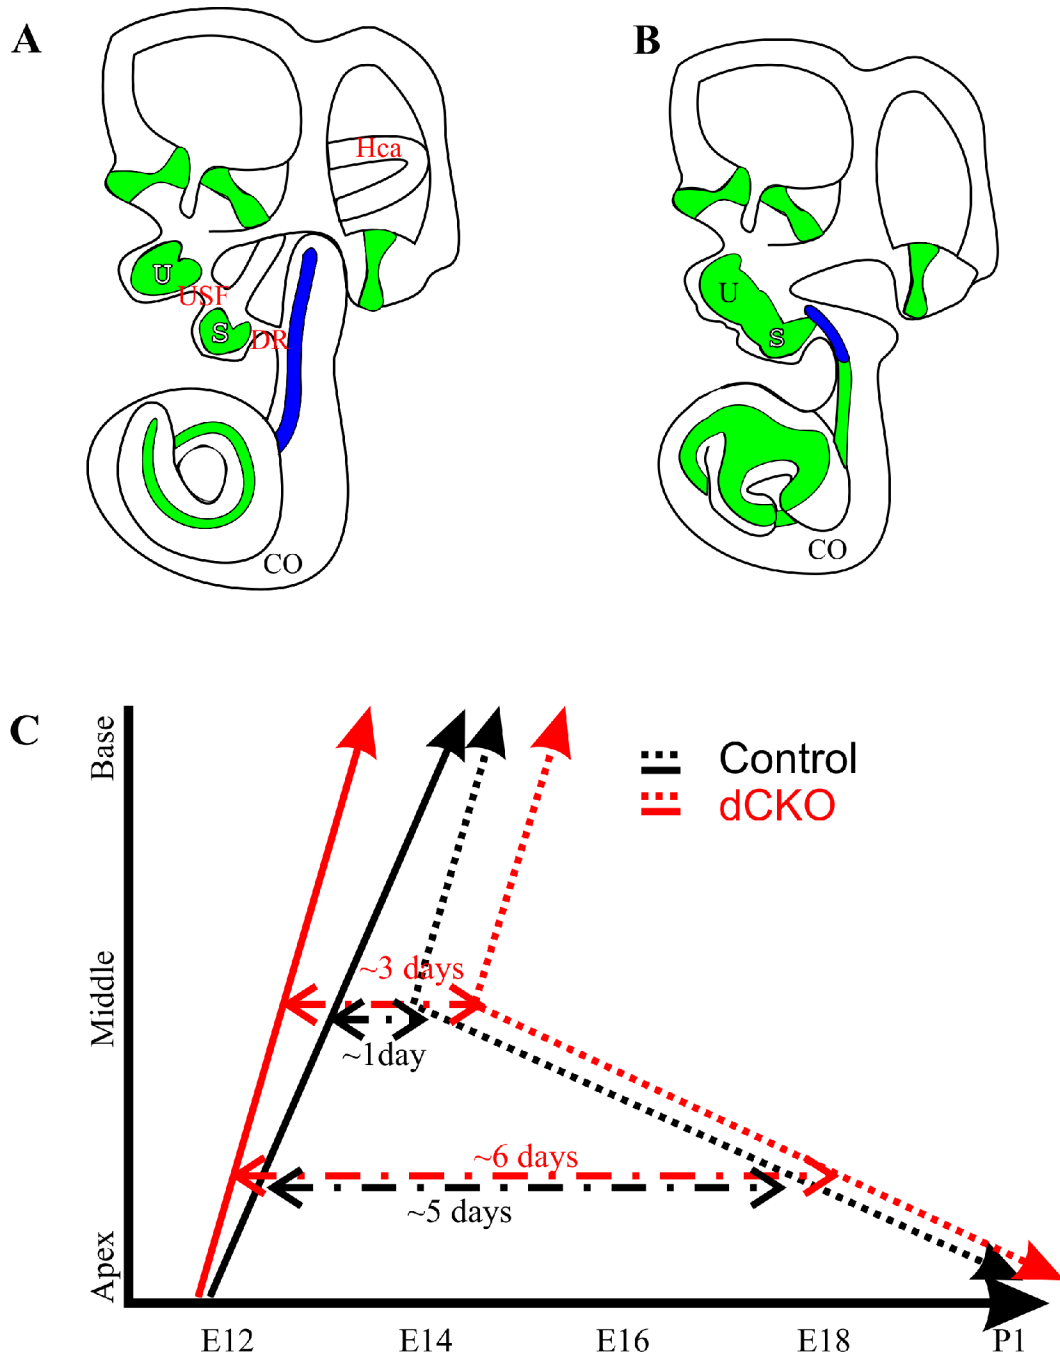 A
B
Hca
U
USF
S
DR
CO
U
S
CO
C
Base
Middle
Apex
Control
dCKO
~3 days
~1day
~6 days
~5 days
E12
E14
E16
E18
P1